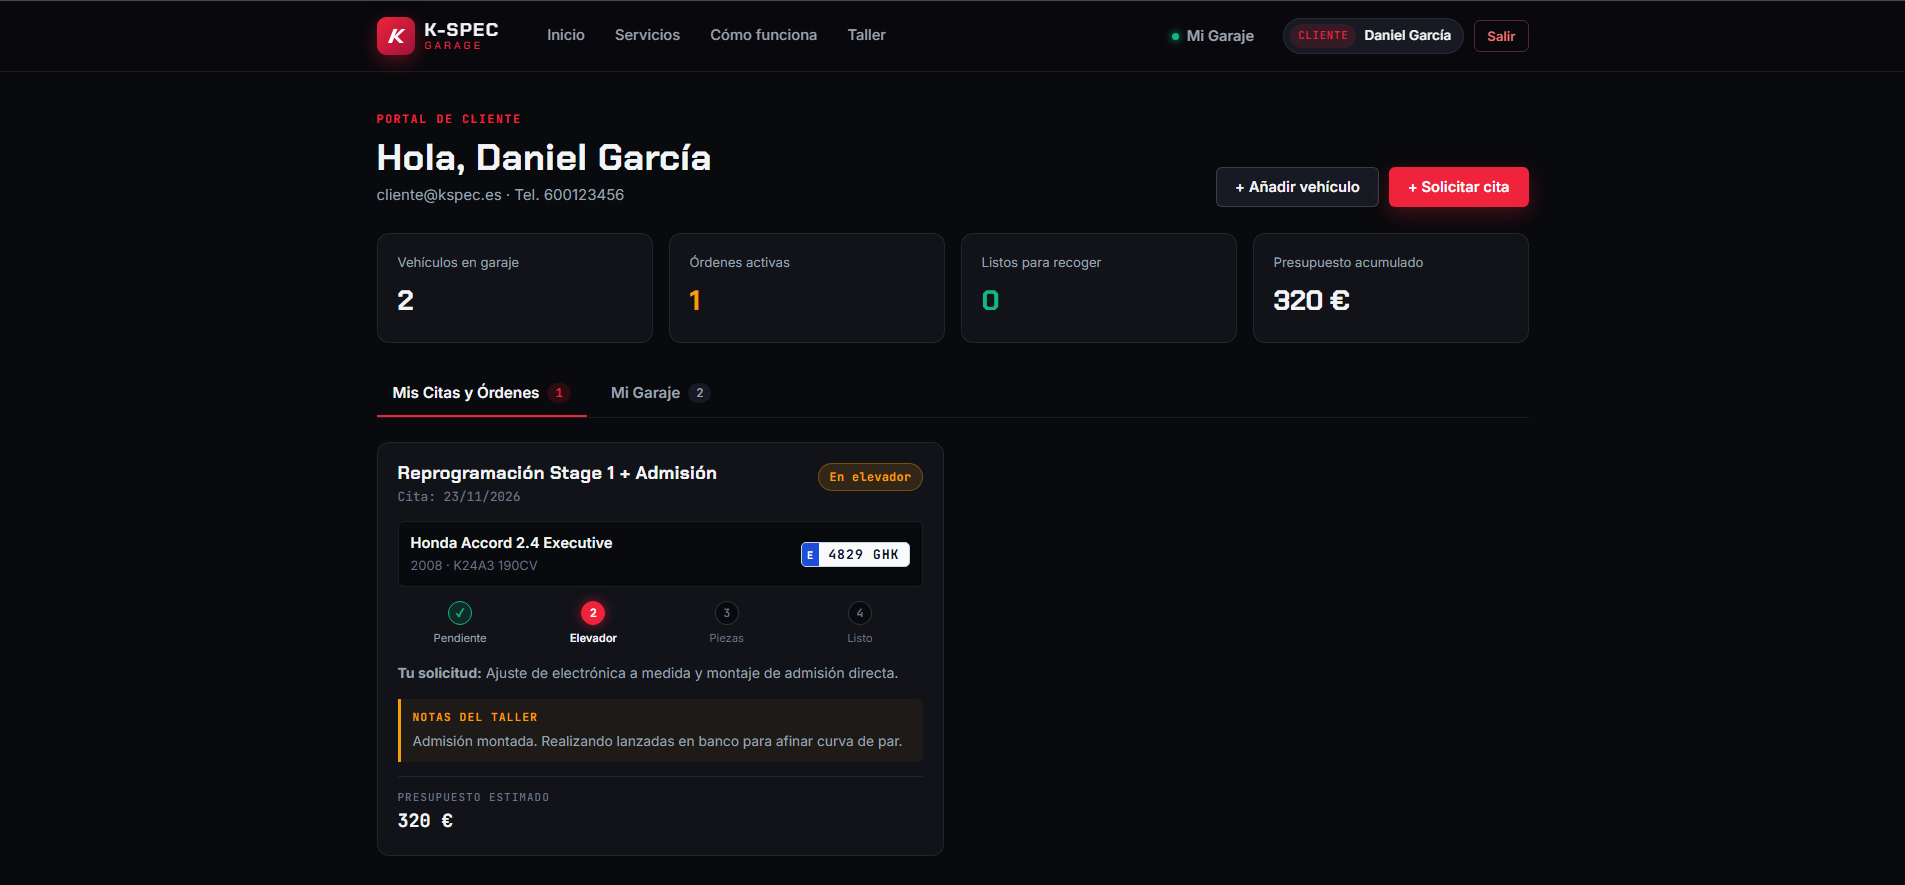 K
K-SPEC
GARAGE
Inicio
Servicios
Cómo funciona
Taller
Mi Garaje
CLIENTE Daniel García
Salir
PORTAL DE CLIENTE
Hola, Daniel García
cliente@kspec.es · Tel. 600123456
+ Añadir vehículo
+ Solicitar cita
Vehículos en garaje
2
Órdenes activas
1
Listos para recoger
0
Presupuesto acumulado
320 €
Mis Citas y Órdenes 1
Mi Garaje 2
Reprogramación Stage 1 + Admisión
En elevador
Cita: 23/11/2026
Honda Accord 2.4 Executive
2008 · K24A3 190CV
E 4829 GHK
✓
Pendiente
2
Elevador
3
Piezas
4
Listo
Tu solicitud: Ajuste de electrónica a medida y montaje de admisión directa.
NOTAS DEL TALLER
Admisión montada. Realizando lanzadas en banco para afinar curva de par.
PRESUPUESTO ESTIMADO
320 €